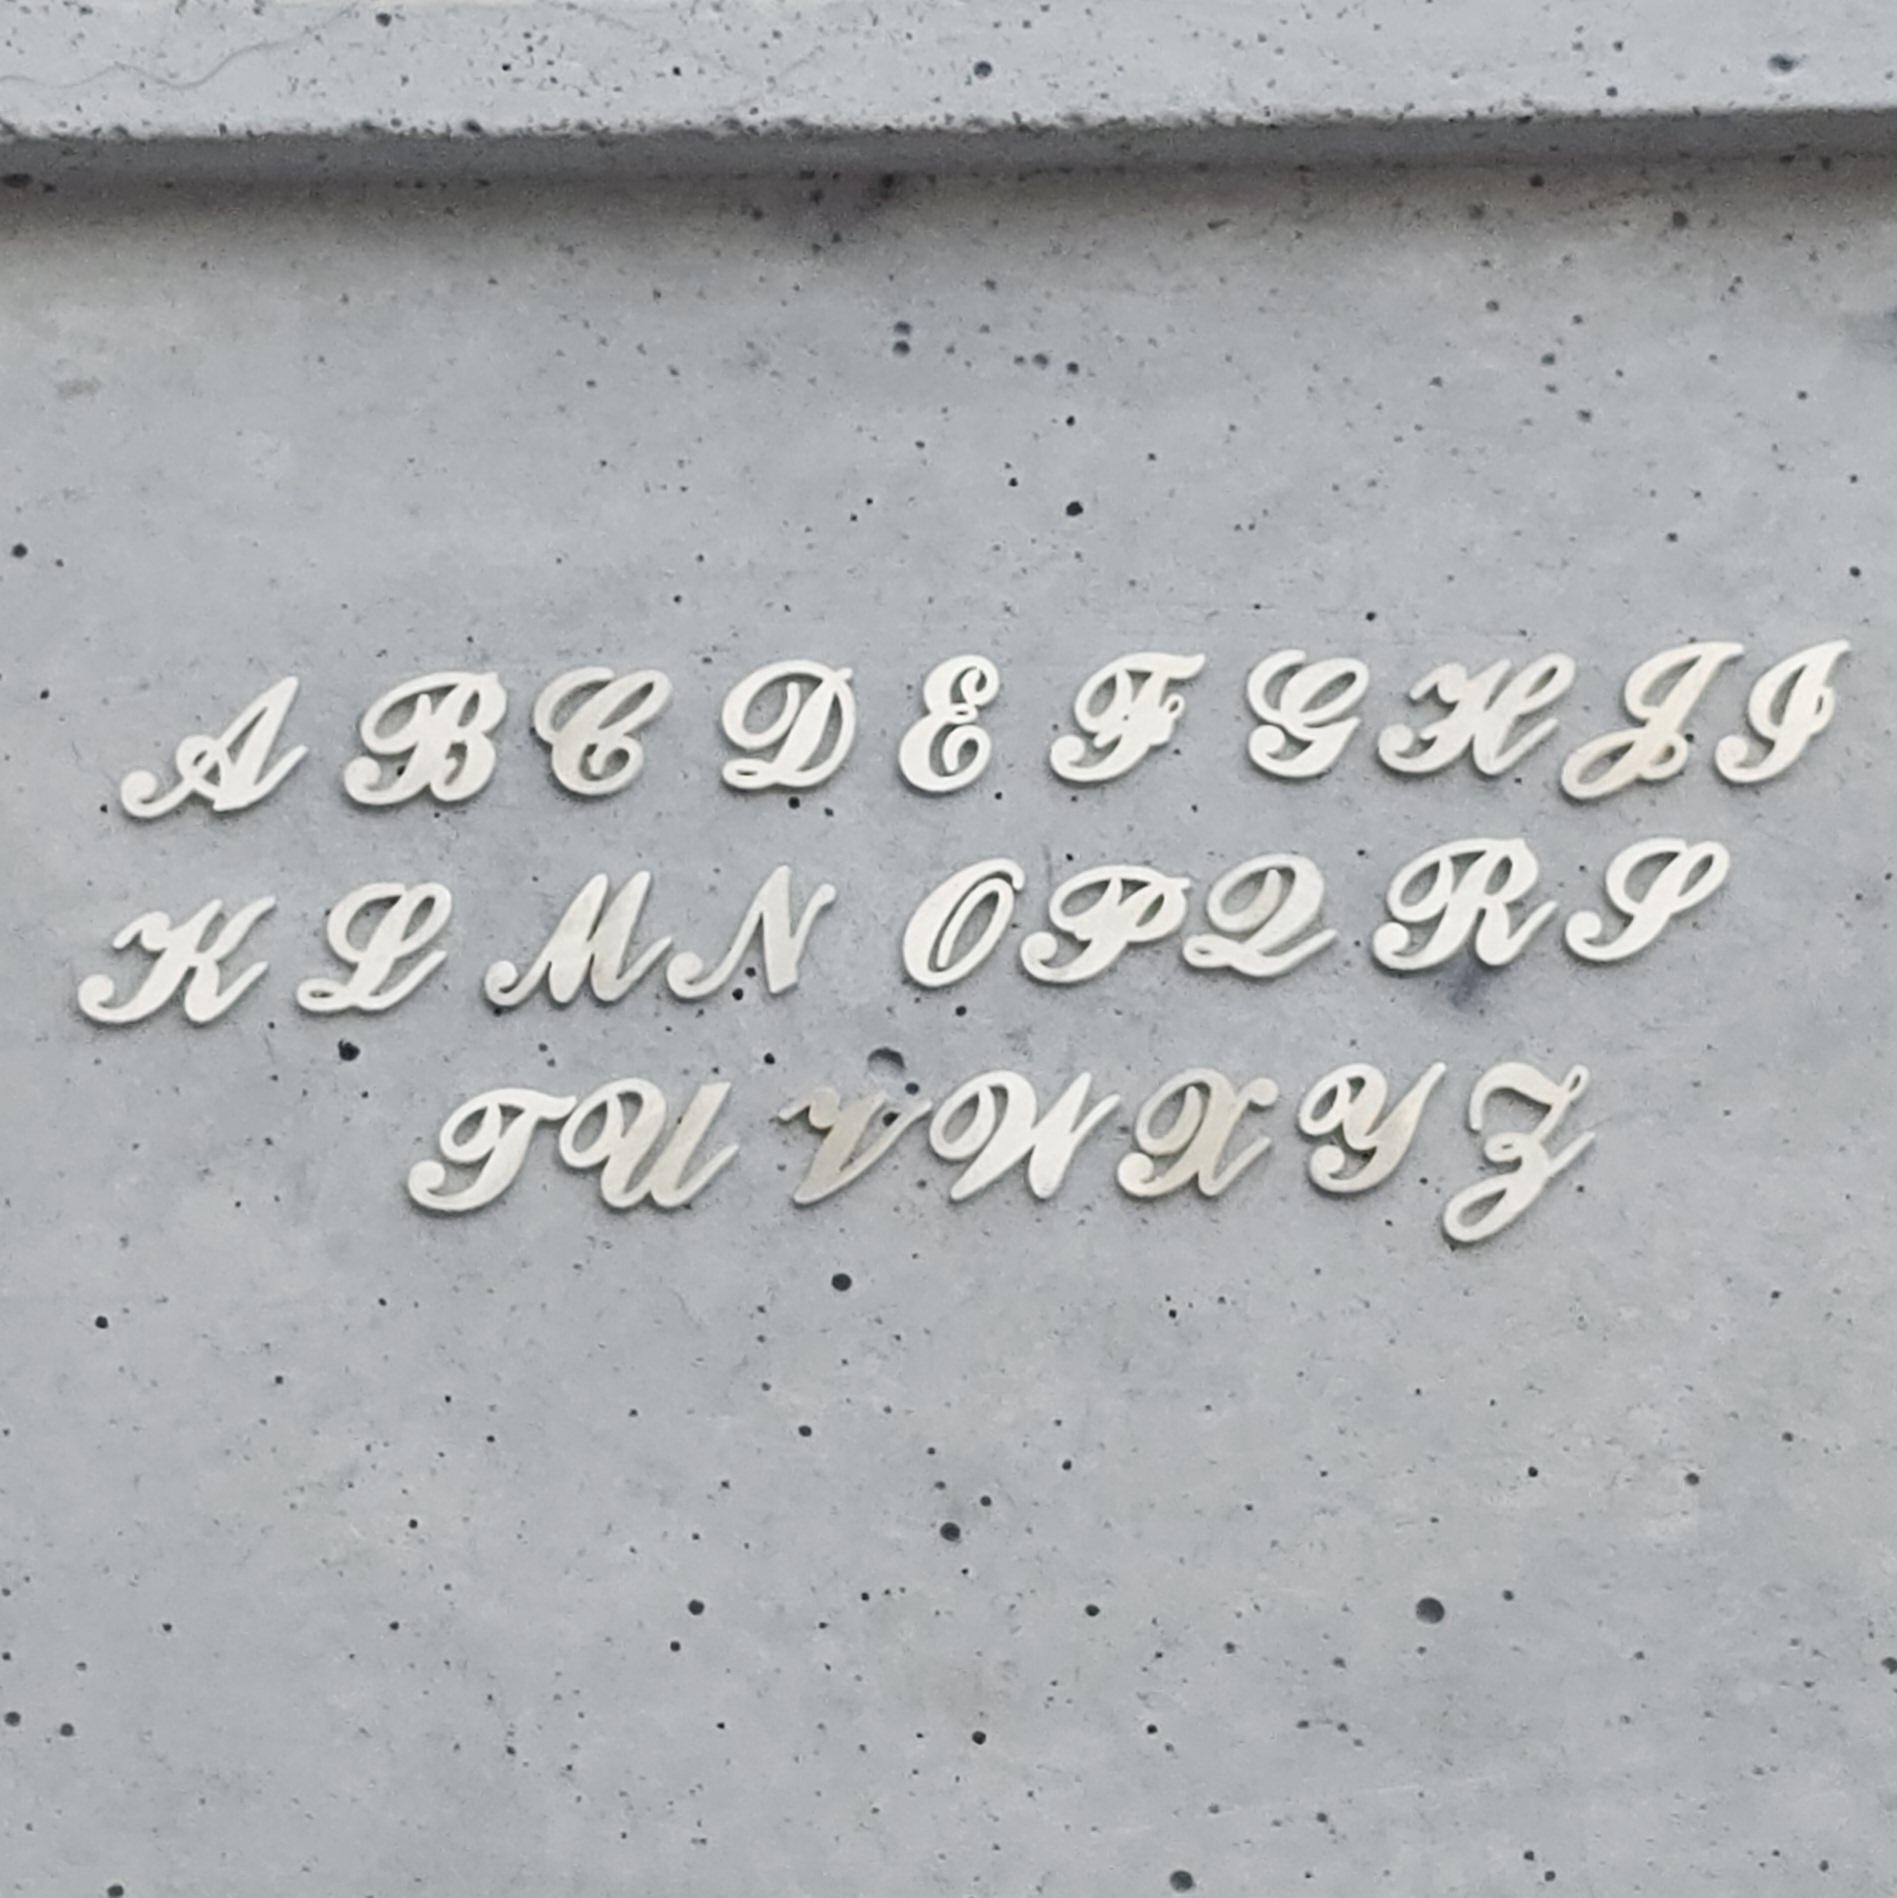 A B C D E F G H J I
K L M N O P Q R S
T U V W X Y Z